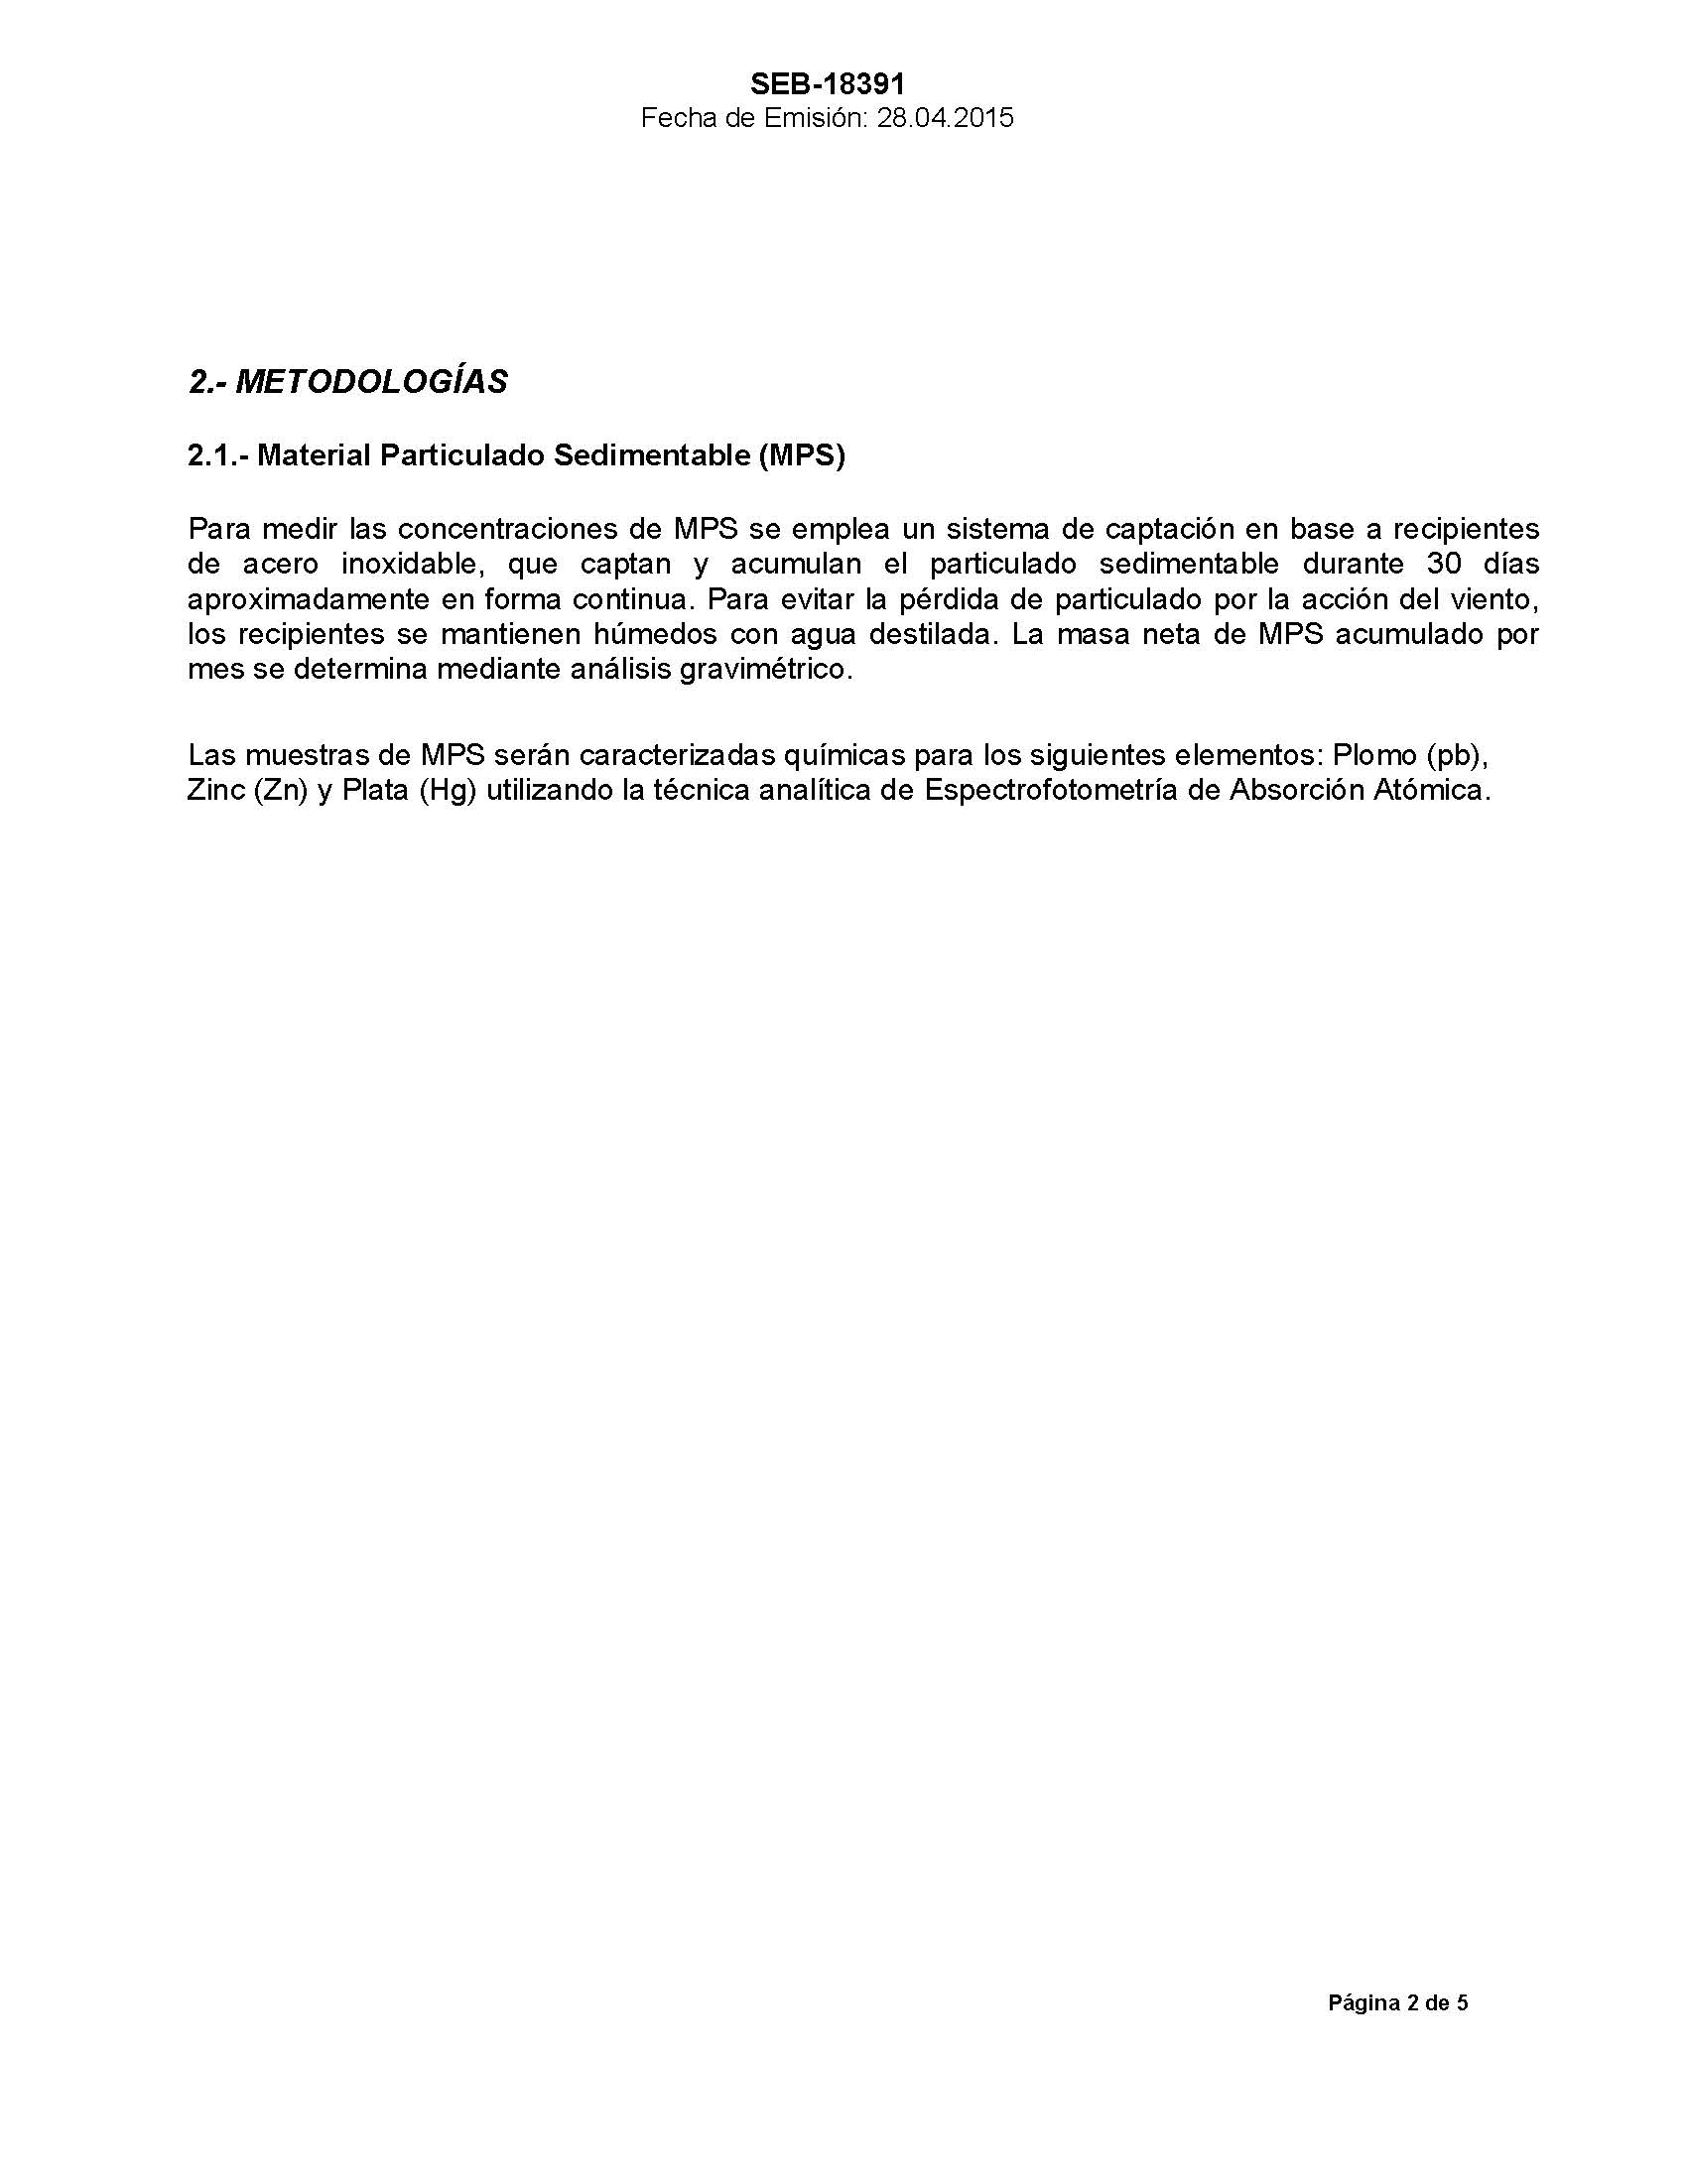 SEB-18391
Fecha de Emisión: 28.04.2015
2.- METODOLOGÍAS
2.1.- Material Particulado Sedimentable (MPS)
Para medir las concentraciones de MPS se emplea un sistema de captación en base a recipientes
de acero inoxidable, que captan y acumulan el particulado sedimentable durante 30 días
aproximadamente en forma continua. Para evitar la pérdida de particulado por la acción del viento,
los recipientes se mantienen húmedos con agua destilada. La masa neta de MPS acumulado por
mes se determina mediante análisis gravimétrico.
Las muestras de MPS serán caracterizadas químicas para los siguientes elementos: Plomo (pb),
Zinc (Zn) y Plata (Hg) utilizando la técnica analítica de Espectrofotometría de Absorción Atómica.
Página 2 de 5